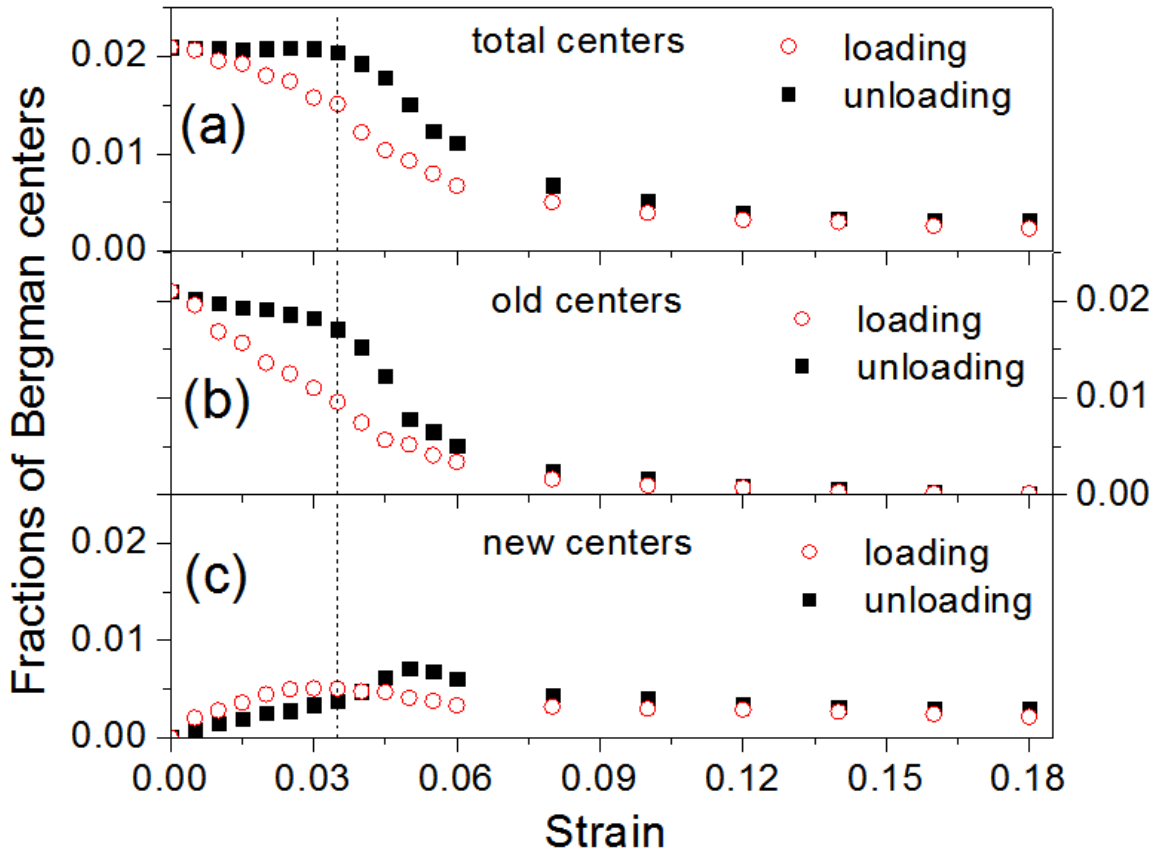 Fractions of Bergman centers
0.02
0.01
0.00
(a)
total centers
loading
unloading
(b)
old centers
loading
unloading
0.02
0.01
0.00
0.02
0.01
0.00
(c)
new centers
loading
unloading
0.00 0.03 0.06 0.09 0.12 0.15 0.18
Strain